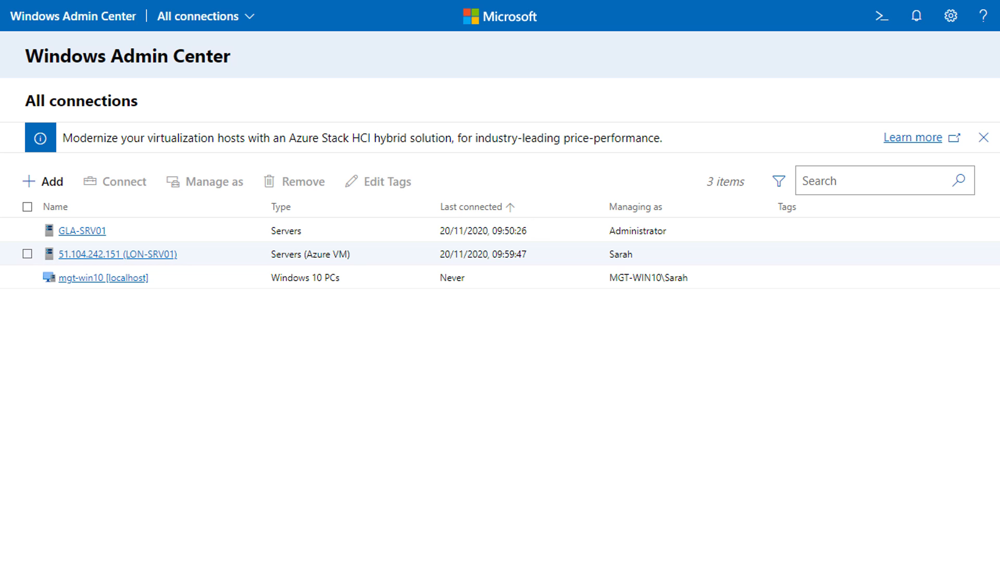 Windows Admin Center | All connections Microsoft
Windows Admin Center
All connections
Modernize your virtualization hosts with an Azure Stack HCI hybrid solution, for industry-leading price-performance. Learn more
Add Connect Manage as Remove Edit Tags 3 items Search
Name Type Last connected Managing as Tags
GLA-SRV01 Servers 20/11/2020, 09:50:26 Administrator
51.104.242.151 (LON-SRV01) Servers (Azure VM) 20/11/2020, 09:59:47 Sarah
mgt-win10 [localhost] Windows 10 PCs Never MGT-WIN10\Sarah